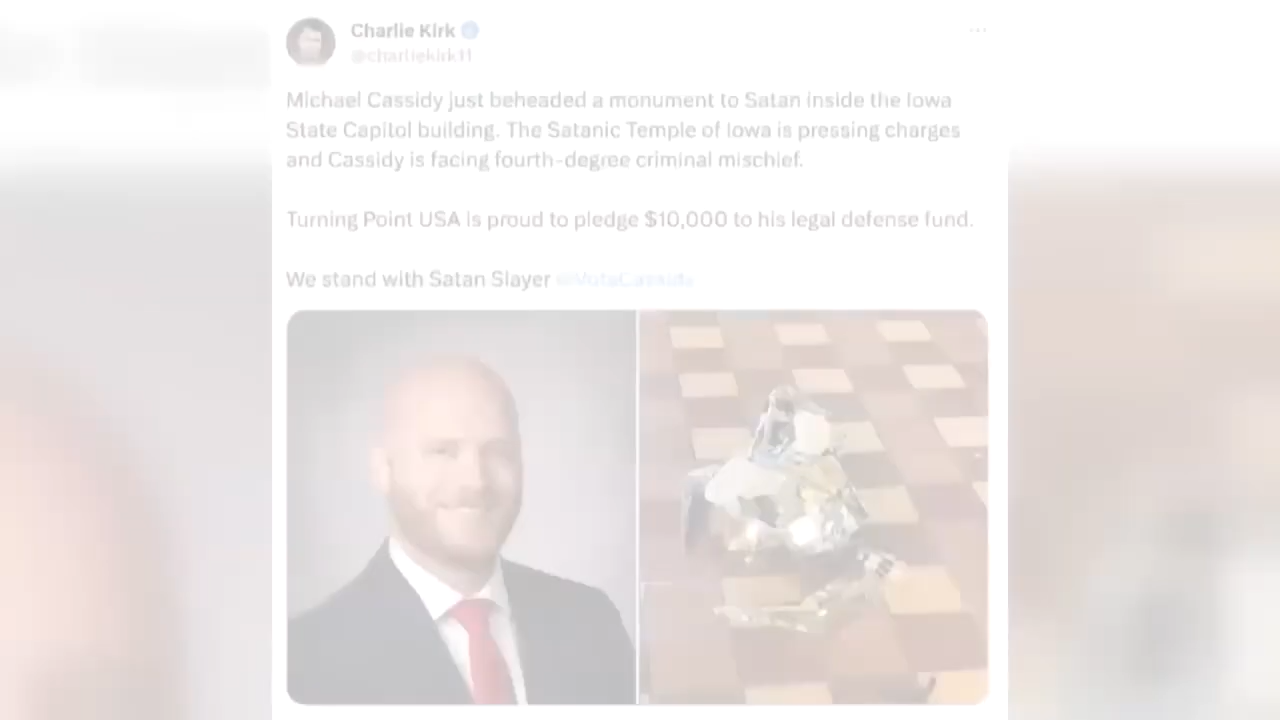 Charlie Kirk
@charliekirk11
Michael Cassidy just beheaded a monument to Satan inside the Iowa
State Capitol building. The Satanic Temple of Iowa is pressing charges
and Cassidy is facing fourth-degree criminal mischief.
Turning Point USA is proud to pledge $10,000 to his legal defense fund.
We stand with Satan Slayer @VoteCassidy